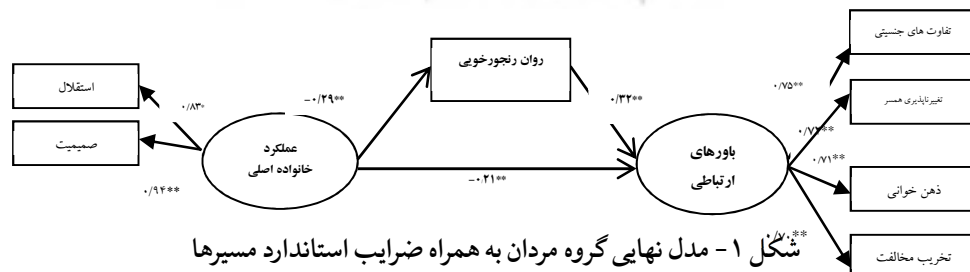 تفاوت های جنسیتی
روان رنجورخویی
استقلال
۰/۸۳*
-۰/۲۹**
۰/۳۲**
۰/۷۵**
تغییرناپذیری همسر
صمیمیت
عملکرد
خانواده اصلی
باورهای
ارتباطی
۰/۷۲**
۰/۷۱**
۰/۹۴**
-۰.۲۱**
ذهن خوانی
۰/۷۰**
تخریب مخالفت
شکل ۱- مدل نهایی گروه مردان به همراه ضرایب استاندارد مسیرها